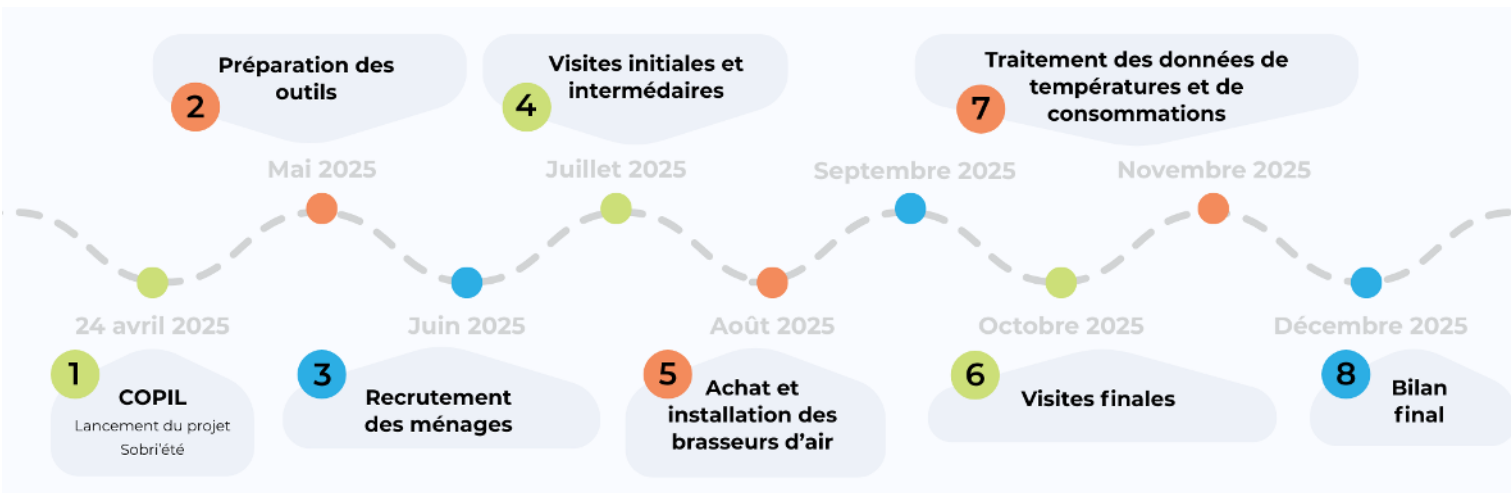 Préparation des
outils
2
Visites initiales et
intermédaires
4
Traitement des données de
températures et de
consommations
7
Mai 2025
Juillet 2025
Septembre 2025
Novembre 2025
24 avril 2025
Juin 2025
Août 2025
Octobre 2025
Décembre 2025
1
COPIL
Lancement du projet
Sobri'été
3
Recrutement
des ménages
5
Achat et
installation des
brasseurs d'air
6
Visites finales
8
Bilan
final